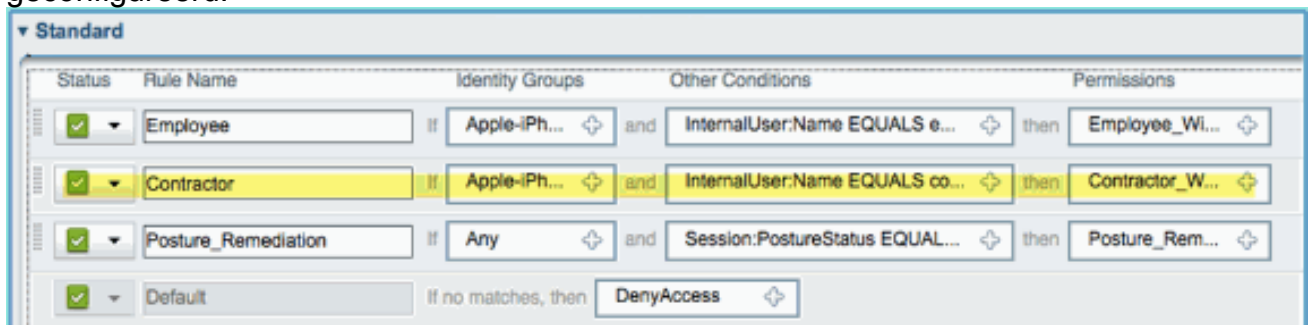 geconfigureerd.
▾ Standard
Status Rule Name Identity Groups Other Conditions Permissions
Employee If Apple-iPh... and InternalUser:Name EQUALS e... then Employee_Wi...
Contractor If Apple-iPh... and InternalUser:Name EQUALS co... then Contractor_W...
Posture_Remediation If Any and Session:PostureStatus EQUAL... then Posture_Rem...
Default If no matches, then DenyAccess